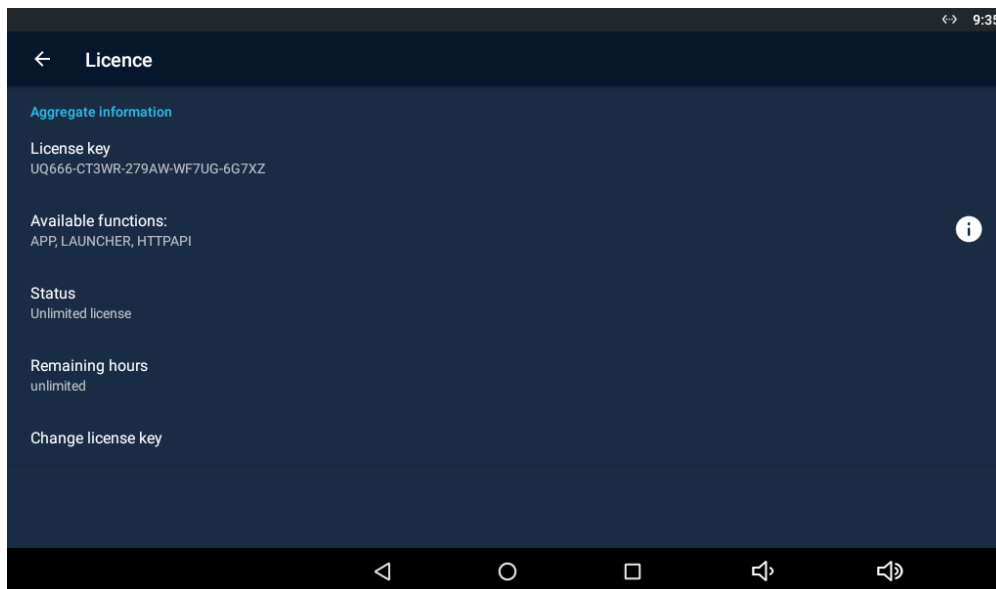 9:35
Licence
Aggregate information
License key
UQ666-CT3WR-279AW-WF7UG-6G7XZ
Available functions:
APP, LAUNCHER, HTTPAPI
Status
Unlimited license
Remaining hours
unlimited
Change license key